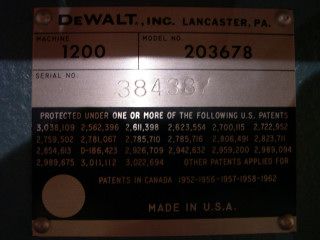 DEWALT., INC. LANCASTER, PA.
MACHINE MODEL NO.
1200 203678
SERIAL NO.
38438Y
PROTECTED UNDER ONE OR MORE OF THE FOLLOWING U.S. PATENTS
3,036,109 2,562,396 2,611,398 2,623,554 2,700,115 2,722,952
2,759,502 2,781,067 2,785,710 2,785,716 2,806,491 2,823,711
2,854,613 D-186,423 2,926,709 2,942,632 2,959,200 2,989,094
2,989,675 3,011,112 3,022,694 OTHER PATENTS APPLIED FOR
PATENTS IN CANADA 1952-1956-1957-1958-1962
MADE IN U.S.A.